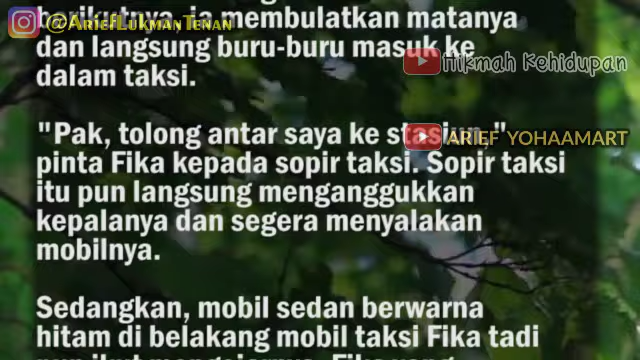 @AriefLukmanTenan
berikutnya, ia membulatkan matanya
dan langsung buru-buru masuk ke
dalam taksi.
Hikmah Kehidupan
"Pak, tolong antar saya ke stasiun,"
ARIEF YOHAAMART
pinta Fika kepada sopir taksi. Sopir taksi
itu pun langsung menganggukkan
kepalanya dan segera menyalakan
mobilnya.
Sedangkan, mobil sedan berwarna
hitam di belakang mobil taksi Fika tadi